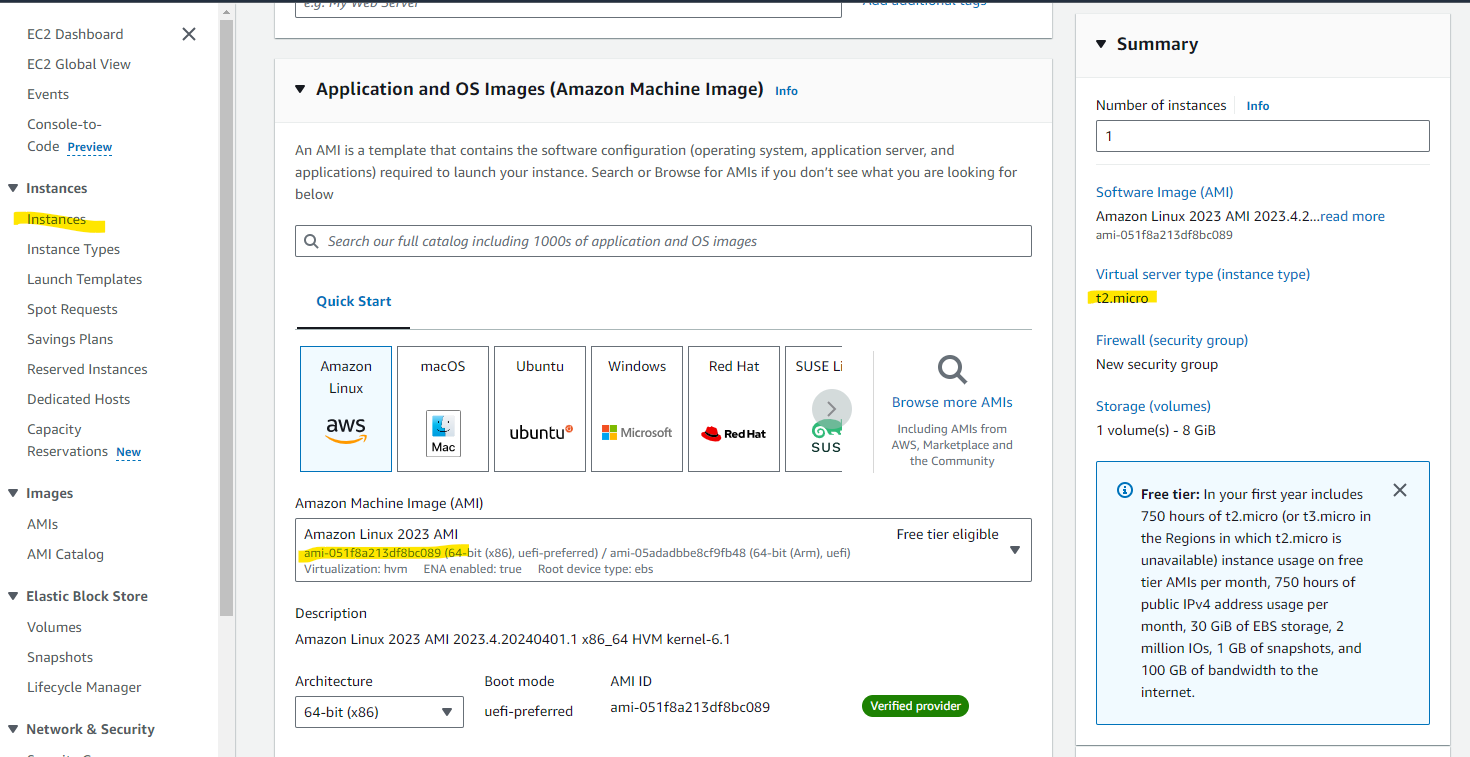 EC2 Dashboard
EC2 Global View
Events
Console-to-
Code Preview
Instances
Instances
Instance Types
Launch Templates
Spot Requests
Savings Plans
Reserved Instances
Dedicated Hosts
Capacity
Reservations New
Images
AMIs
AMI Catalog
Elastic Block Store
Volumes
Snapshots
Lifecycle Manager
Network & Security
e.g. My Web Server
Add additional tags
Application and OS Images (Amazon Machine Image) Info
An AMI is a template that contains the software configuration (operating system, application server, and
applications) required to launch your instance. Search or Browse for AMIs if you don't see what you are looking for
below
Search our full catalog including 1000s of application and OS images
Quick Start
Amazon
Linux
aws
macOS
Mac
Ubuntu
ubuntu
Windows
Microsoft
Red Hat
Red Hat
SUSE Li
SUS
Browse more AMIs
Including AMIs from
AWS, Marketplace and
the Community
Amazon Machine Image (AMI)
Amazon Linux 2023 AMI
Free tier eligible
ami-051f8a213df8bc089 (64-bit (x86), uefi-preferred) / ami-05adadbbe8cf9fb48 (64-bit (Arm), uefi)
Virtualization: hvm ENA enabled: true Root device type: ebs
Description
Amazon Linux 2023 AMI 2023.4.20240401.1 x86_64 HVM kernel-6.1
Architecture
64-bit (x86)
Boot mode
uefi-preferred
AMI ID
ami-051f8a213df8bc089
Verified provider
Summary
Number of instances Info
1
Software Image (AMI)
Amazon Linux 2023 AMI 2023.4.2...read more
ami-051f8a213df8bc089
Virtual server type (instance type)
t2.micro
Firewall (security group)
New security group
Storage (volumes)
1 volume(s) - 8 GiB
Free tier: In your first year includes
750 hours of t2.micro (or t3.micro in
the Regions in which t2.micro is
unavailable) instance usage on free
tier AMIs per month, 750 hours of
public IPv4 address usage per
month, 30 GiB of EBS storage, 2
million IOs, 1 GB of snapshots, and
100 GB of bandwidth to the
internet.